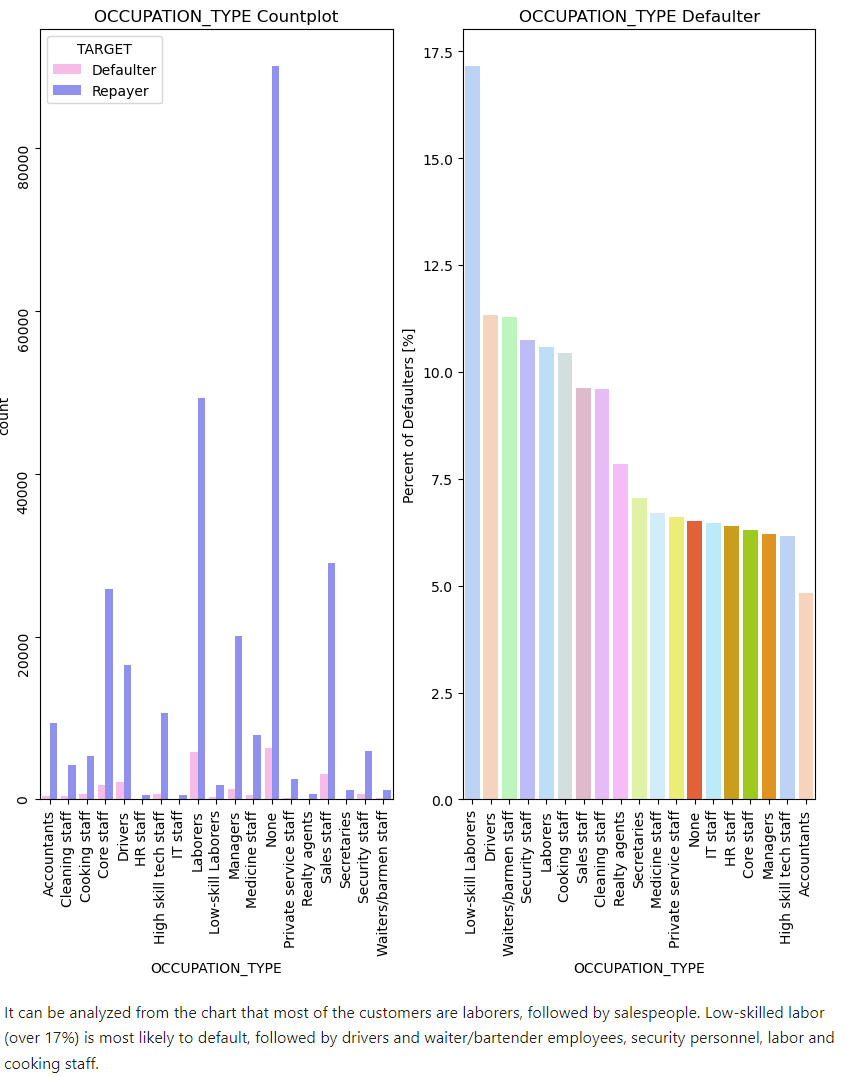 OCCUPATION_TYPE Countplot
TARGET
Defaulter
Repayer
80000
60000
40000
20000
0
count
Accountants
Cleaning staff
Cooking staff
Core staff
Drivers
HR staff
High skill tech staff
IT staff
Laborers
Low-skill Laborers
Managers
Medicine staff
None
Private service staff
Realty agents
Sales staff
Secretaries
Security staff
Waiters/barmen staff
OCCUPATION_TYPE
OCCUPATION_TYPE Defaulter
17.5
15.0
12.5
10.0
7.5
5.0
2.5
0.0
Percent of Defaulters [%]
Low-skill Laborers
Drivers
Waiters/barmen staff
Security staff
Laborers
Cooking staff
Sales staff
Cleaning staff
Realty agents
Secretaries
Medicine staff
Private service staff
None
IT staff
HR staff
Core staff
Managers
High skill tech staff
Accountants
OCCUPATION_TYPE
It can be analyzed from the chart that most of the customers are laborers, followed by salespeople. Low-skilled labor
(over 17%) is most likely to default, followed by drivers and waiter/bartender employees, security personnel, labor and
cooking staff.